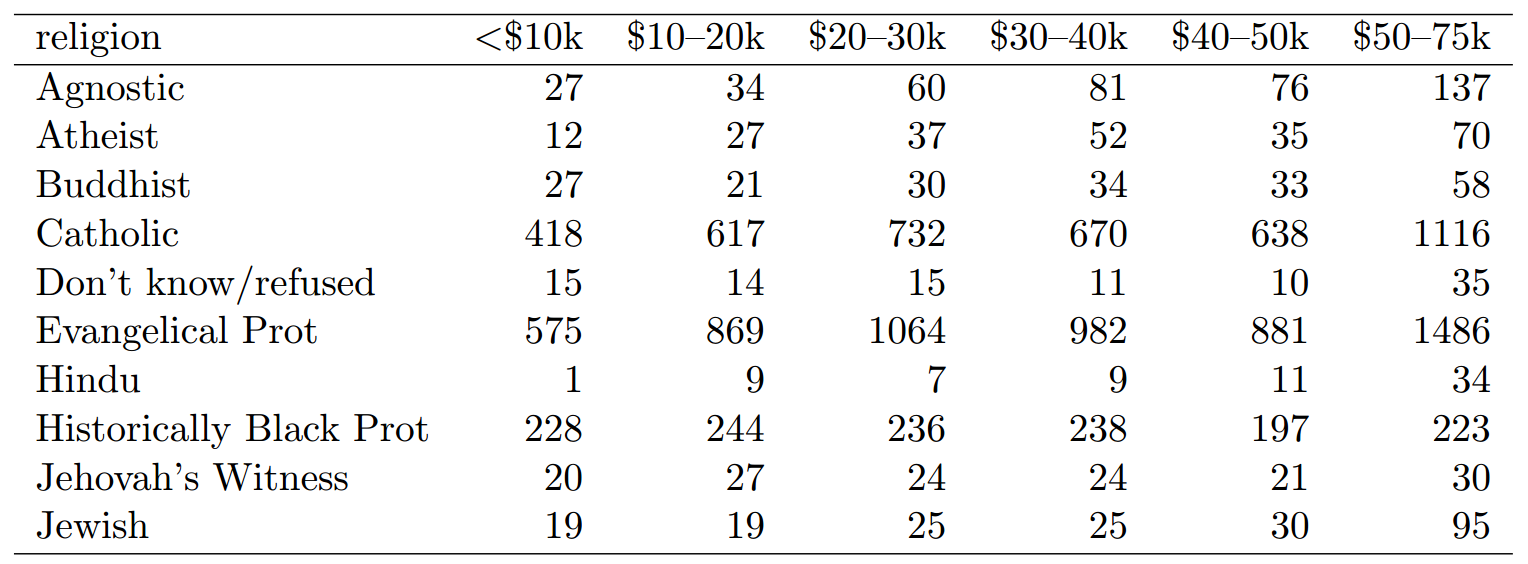 religion <$10k $10–20k $20–30k $30–40k $40–50k $50–75k
Agnostic 27 34 60 81 76 137
Atheist 12 27 37 52 35 70
Buddhist 27 21 30 34 33 58
Catholic 418 617 732 670 638 1116
Don’t know/refused 15 14 15 11 10 35
Evangelical Prot 575 869 1064 982 881 1486
Hindu 1 9 7 9 11 34
Historically Black Prot 228 244 236 238 197 223
Jehovah’s Witness 20 27 24 24 21 30
Jewish 19 19 25 25 30 95